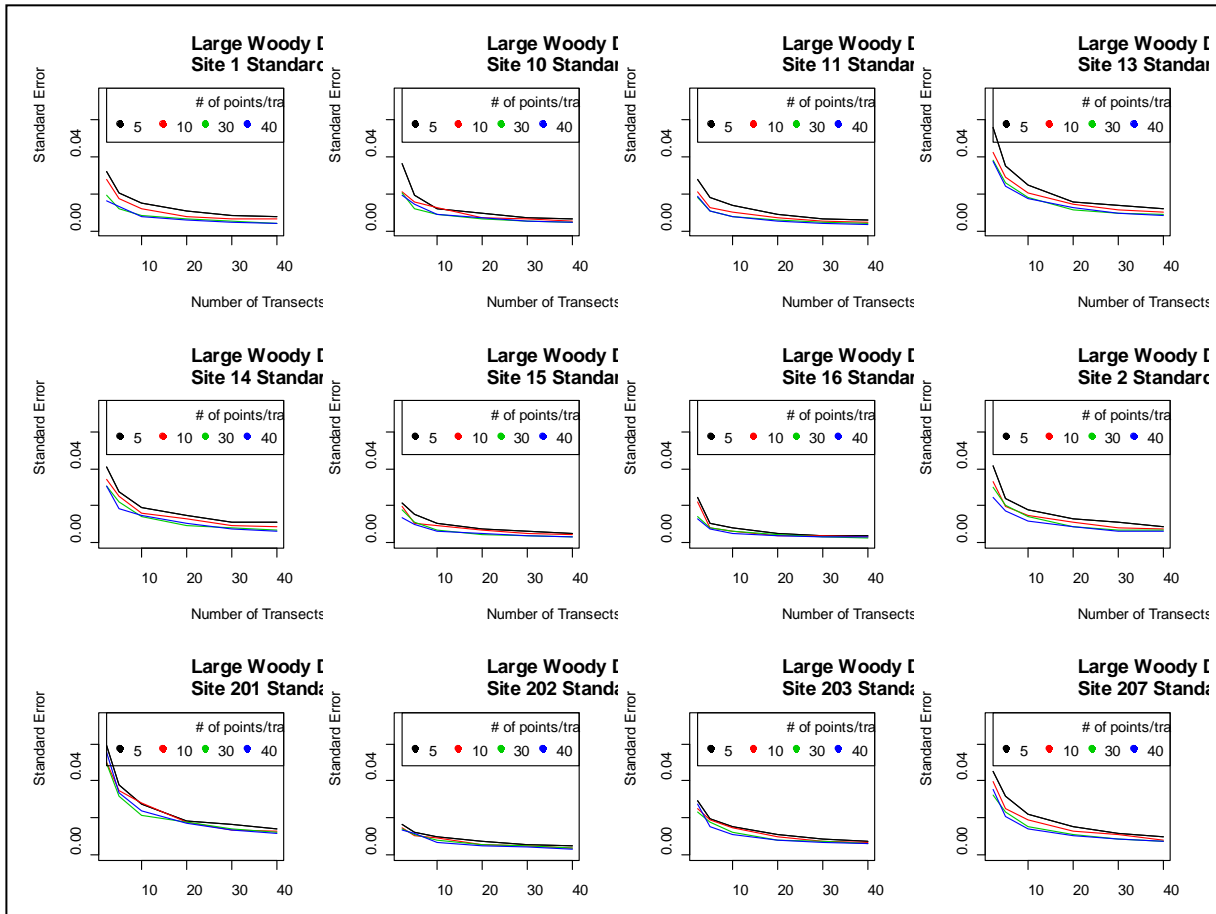 Large Woody D
Site 1 Standard
Standard Error
# of points/tra
5 10 30 40
0.04
0.00
10 20 30 40
Number of Transects
Large Woody D
Site 10 Standar
Standard Error
# of points/tra
5 10 30 40
0.04
0.00
10 20 30 40
Number of Transects
Large Woody D
Site 11 Standar
Standard Error
# of points/tra
5 10 30 40
0.04
0.00
10 20 30 40
Number of Transects
Large Woody D
Site 13 Standar
Standard Error
# of points/tra
5 10 30 40
0.04
0.00
10 20 30 40
Number of Transects
Large Woody D
Site 14 Standar
Standard Error
# of points/tra
5 10 30 40
0.04
0.00
10 20 30 40
Number of Transects
Large Woody D
Site 15 Standar
Standard Error
# of points/tra
5 10 30 40
0.04
0.00
10 20 30 40
Number of Transects
Large Woody D
Site 16 Standar
Standard Error
# of points/tra
5 10 30 40
0.04
0.00
10 20 30 40
Number of Transects
Large Woody D
Site 2 Standard
Standard Error
# of points/tra
5 10 30 40
0.04
0.00
10 20 30 40
Number of Transects
Large Woody D
Site 201 Standa
Standard Error
# of points/tra
5 10 30 40
0.04
0.00
10 20 30 40
Large Woody D
Site 202 Standa
Standard Error
# of points/tra
5 10 30 40
0.04
0.00
10 20 30 40
Large Woody D
Site 203 Standa
Standard Error
# of points/tra
5 10 30 40
0.04
0.00
10 20 30 40
Large Woody D
Site 207 Standa
Standard Error
# of points/tra
5 10 30 40
0.04
0.00
10 20 30 40